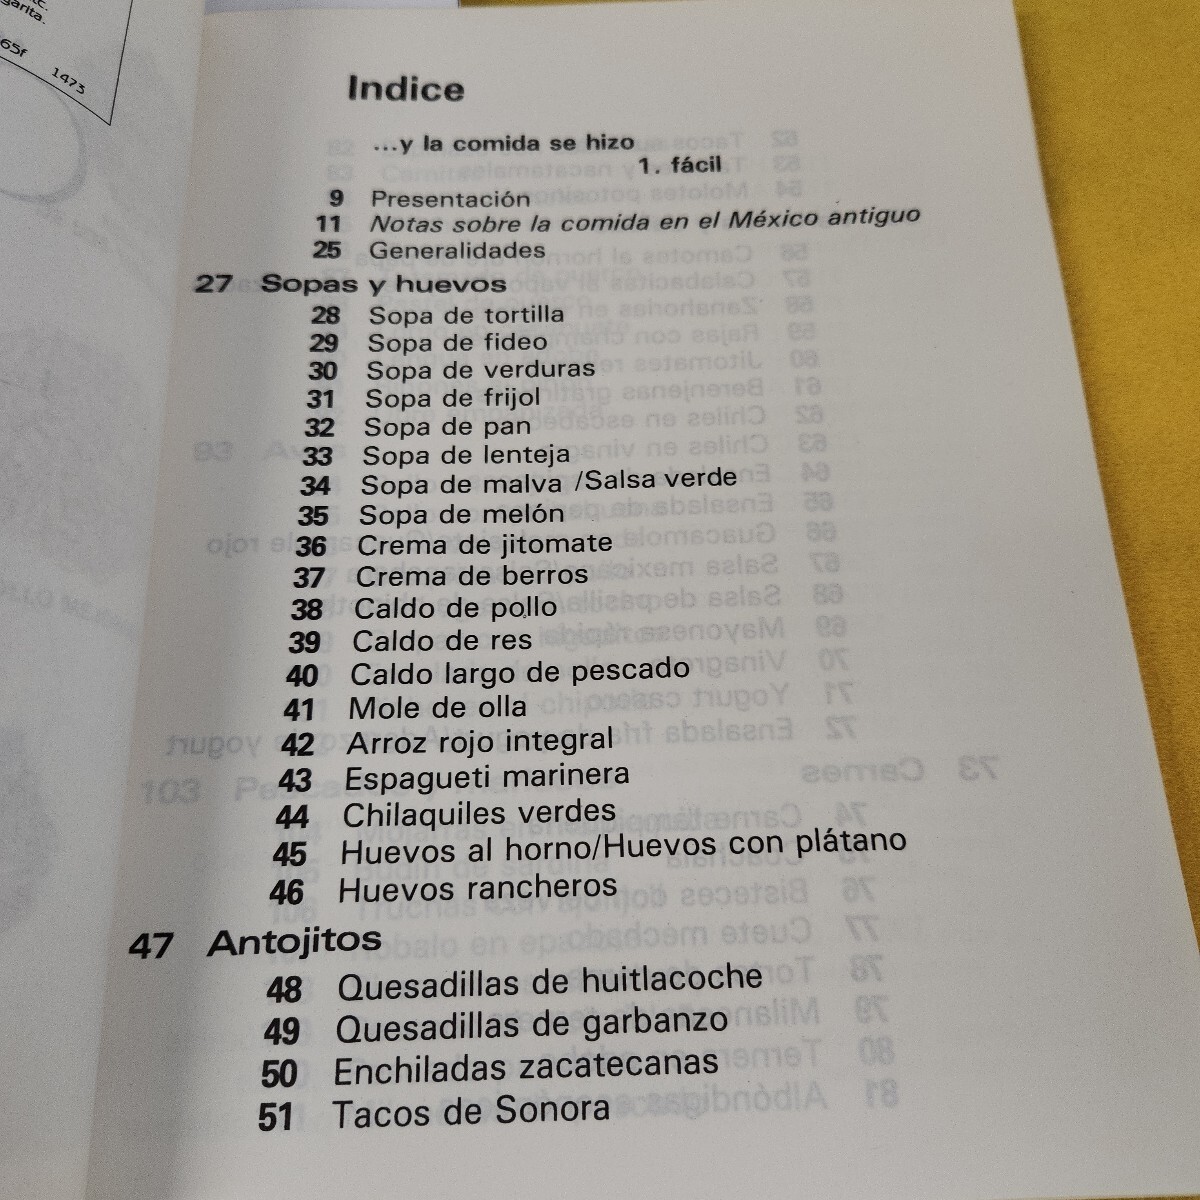 garita.
65f 1473
Indice
...y la comida se hizo
1. fácil
9 Presentación
11 Notas sobre la comida en el México antiguo
25 Generalidades
27 Sopas y huevos
28 Sopa de tortilla
29 Sopa de fideo
30 Sopa de verduras
31 Sopa de frijol
32 Sopa de pan
33 Sopa de lenteja
34 Sopa de malva /Salsa verde
35 Sopa de melón
36 Crema de jitomate
37 Crema de berros
38 Caldo de pollo
39 Caldo de res
40 Caldo largo de pescado
41 Mole de olla
42 Arroz rojo integral
43 Espagueti marinera
44 Chilaquiles verdes
45 Huevos al horno/Huevos con plátano
46 Huevos rancheros
47 Antojitos
48 Quesadillas de huitlacoche
49 Quesadillas de garbanzo
50 Enchiladas zacatecanas
51 Tacos de Sonora